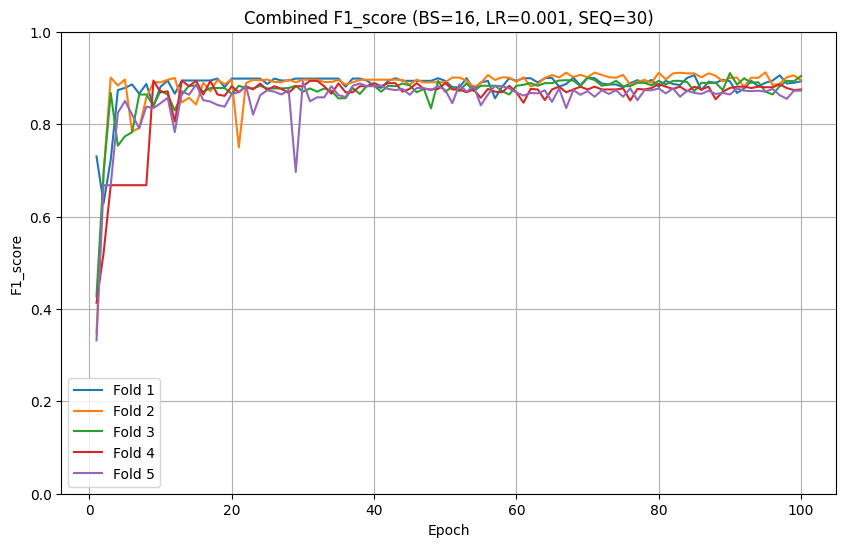 Combined F1_score (BS=16, LR=0.001, SEQ=30)
1.0
0.8
0.6
0.4
0.2
0.0
F1_score
Fold 1
Fold 2
Fold 3
Fold 4
Fold 5
0 20 40 60 80 100
Epoch